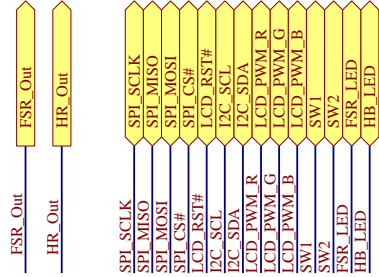 FSR_Out
HR_Out
SPI_SCLK
SPI_MISO
SPI_MOSI
SPI_CS#
LCD_RST#
I2C_SCL
I2C_SDA
LCD_PWM_R
LCD_PWM_G
LCD_PWM_B
SW1
SW2
FSR_LED
HB_LED
FSR_Out
HR_Out
SPI_SCLK
SPI_MISO
SPI_MOSI
SPI_CS#
LCD_RST#
I2C_SCL
I2C_SDA
LCD_PWM_R
LCD_PWM_G
LCD_PWM_B
SW1
SW2
FSR_LED
HB_LED